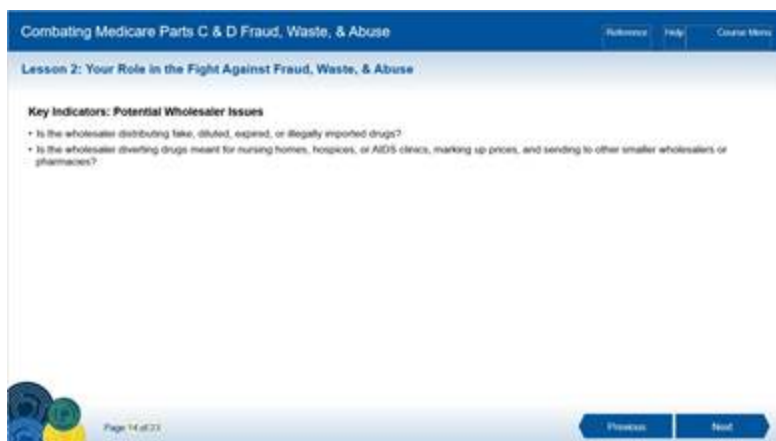 Combating Medicare Parts C & D Fraud, Waste, & Abuse
Reference Help Course Menu
Lesson 2: Your Role in the Fight Against Fraud, Waste, & Abuse
Key Indicators: Potential Wholesaler Issues
• Is the wholesaler distributing fake, diluted, expired, or illegally imported drugs?
• Is the wholesaler diverting drugs meant for nursing homes, hospices, or AIDS clinics, marking up prices, and sending to other smaller wholesalers or
pharmacies?
Page 14 of 23
Previous Next